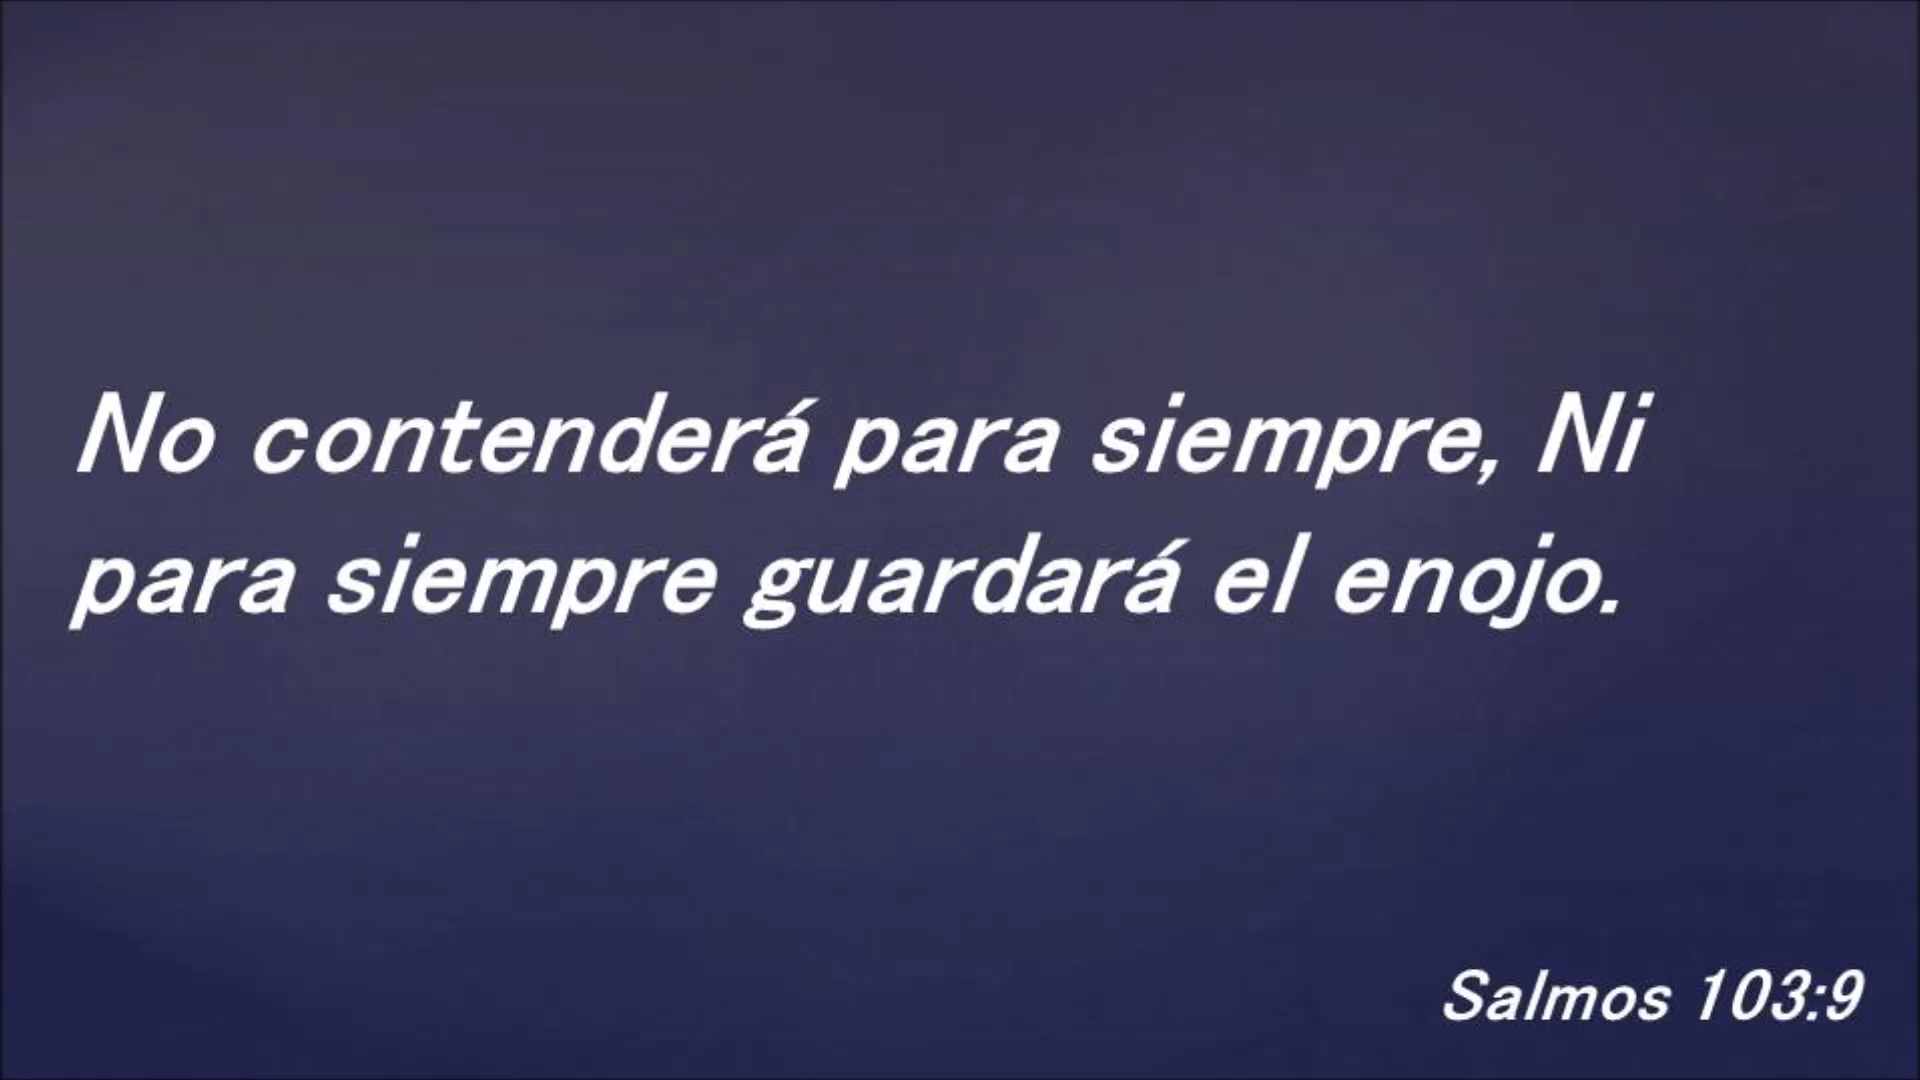 No contenderá para siempre, Ni
para siempre guardará el enojo.
Salmos 103:9